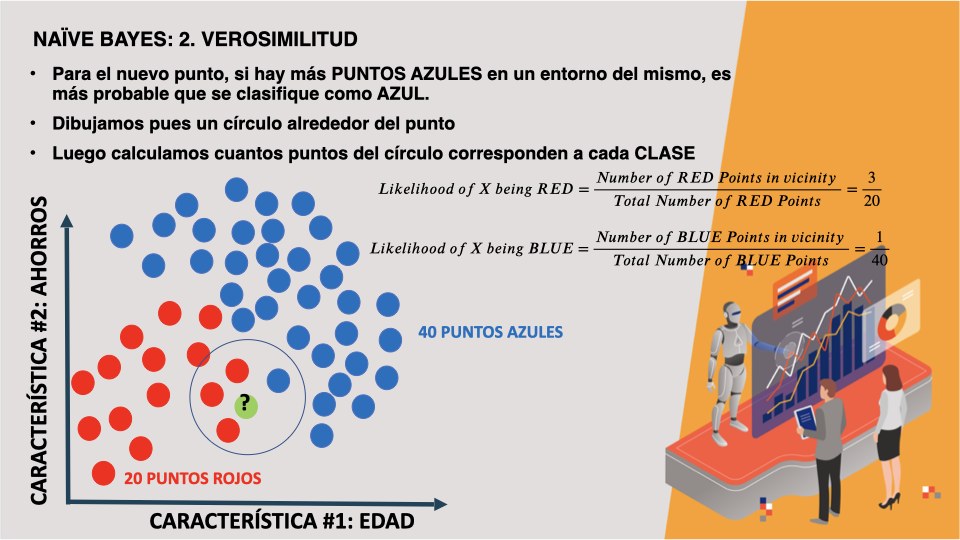 NAÏVE BAYES: 2. VEROSIMILITUD
• Para el nuevo punto, si hay más PUNTOS AZULES en un entorno del mismo, es
más probable que se clasifique como AZUL.
• Dibujamos pues un círculo alrededor del punto
• Luego calculamos cuantos puntos del círculo corresponden a cada CLASE
Likelihood of X being RED = Number of RED Points in vicinity / Total Number of RED Points = 3 / 20
Likelihood of X being BLUE = Number of BLUE Points in vicinity / Total Number of BLUE Points = 1 / 40
CARACTERÍSTICA #2: AHORROS
40 PUNTOS AZULES
?
20 PUNTOS ROJOS
CARACTERÍSTICA #1: EDAD